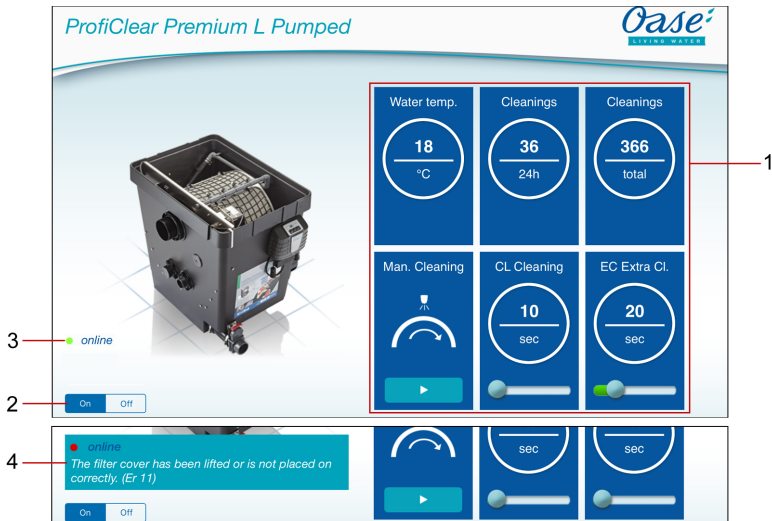 ProfiClear Premium L Pumped
Oase
LIVING WATER
Water temp.
18
°C
Cleanings
36
24h
Cleanings
366
total
1
Man. Cleaning
CL Cleaning
10
sec
EC Extra Cl.
20
sec
3
online
2
On Off
4
online
The filter cover has been lifted or is not placed on
correctly. (Er 11)
sec
sec
On Off